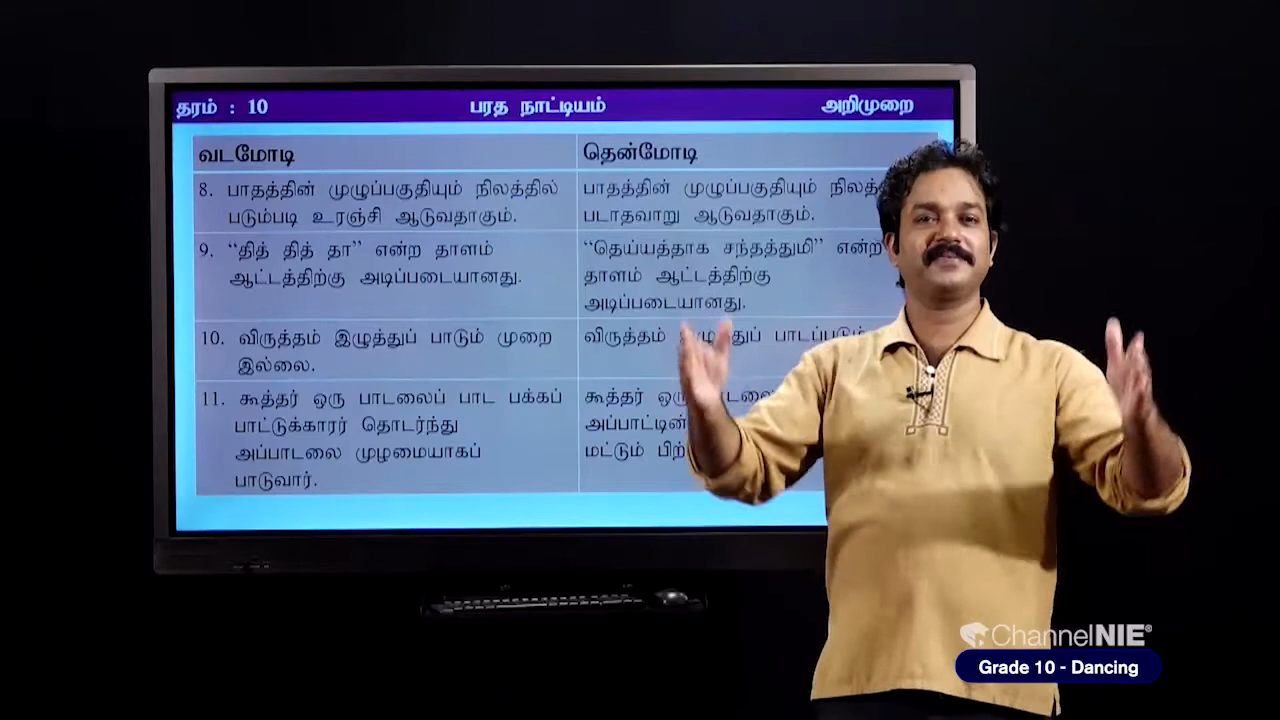 தரம் : 10 பரத நாட்டியம் அறிமுறை
வடமோடி தென்மோடி
8. பாதத்தின் முழுப்பகுதியும் நிலத்தில்
படும்படி உரஞ்சி ஆடுவதாகும்.
பாதத்தின் முழுப்பகுதியும்
படாதவாறு ஆடுவதாகும்.
9. “தித் தித் தா” என்ற தாளம்
ஆட்டத்திற்கு அடிப்படையானது.
“தெய்யத்தாக சந்தத்துமி” என்ற
தாளம் ஆட்டத்திற்கு
அடிப்படையானது.
10. விருத்தம் இழுத்துப் பாடும் முறை
இல்லை.
விருத்தம் பாடப்படும்
11. கூத்தர் ஒரு பாடலைப் பாட பக்கப்
பாட்டுக்காரர் தொடர்ந்து
அப்பாடலை முழமையாகப்
பாடுவார்.
கூத்தர்
அப்பாட்டின்
மட்டும்
ChannelNIE®
Grade 10 - Dancing